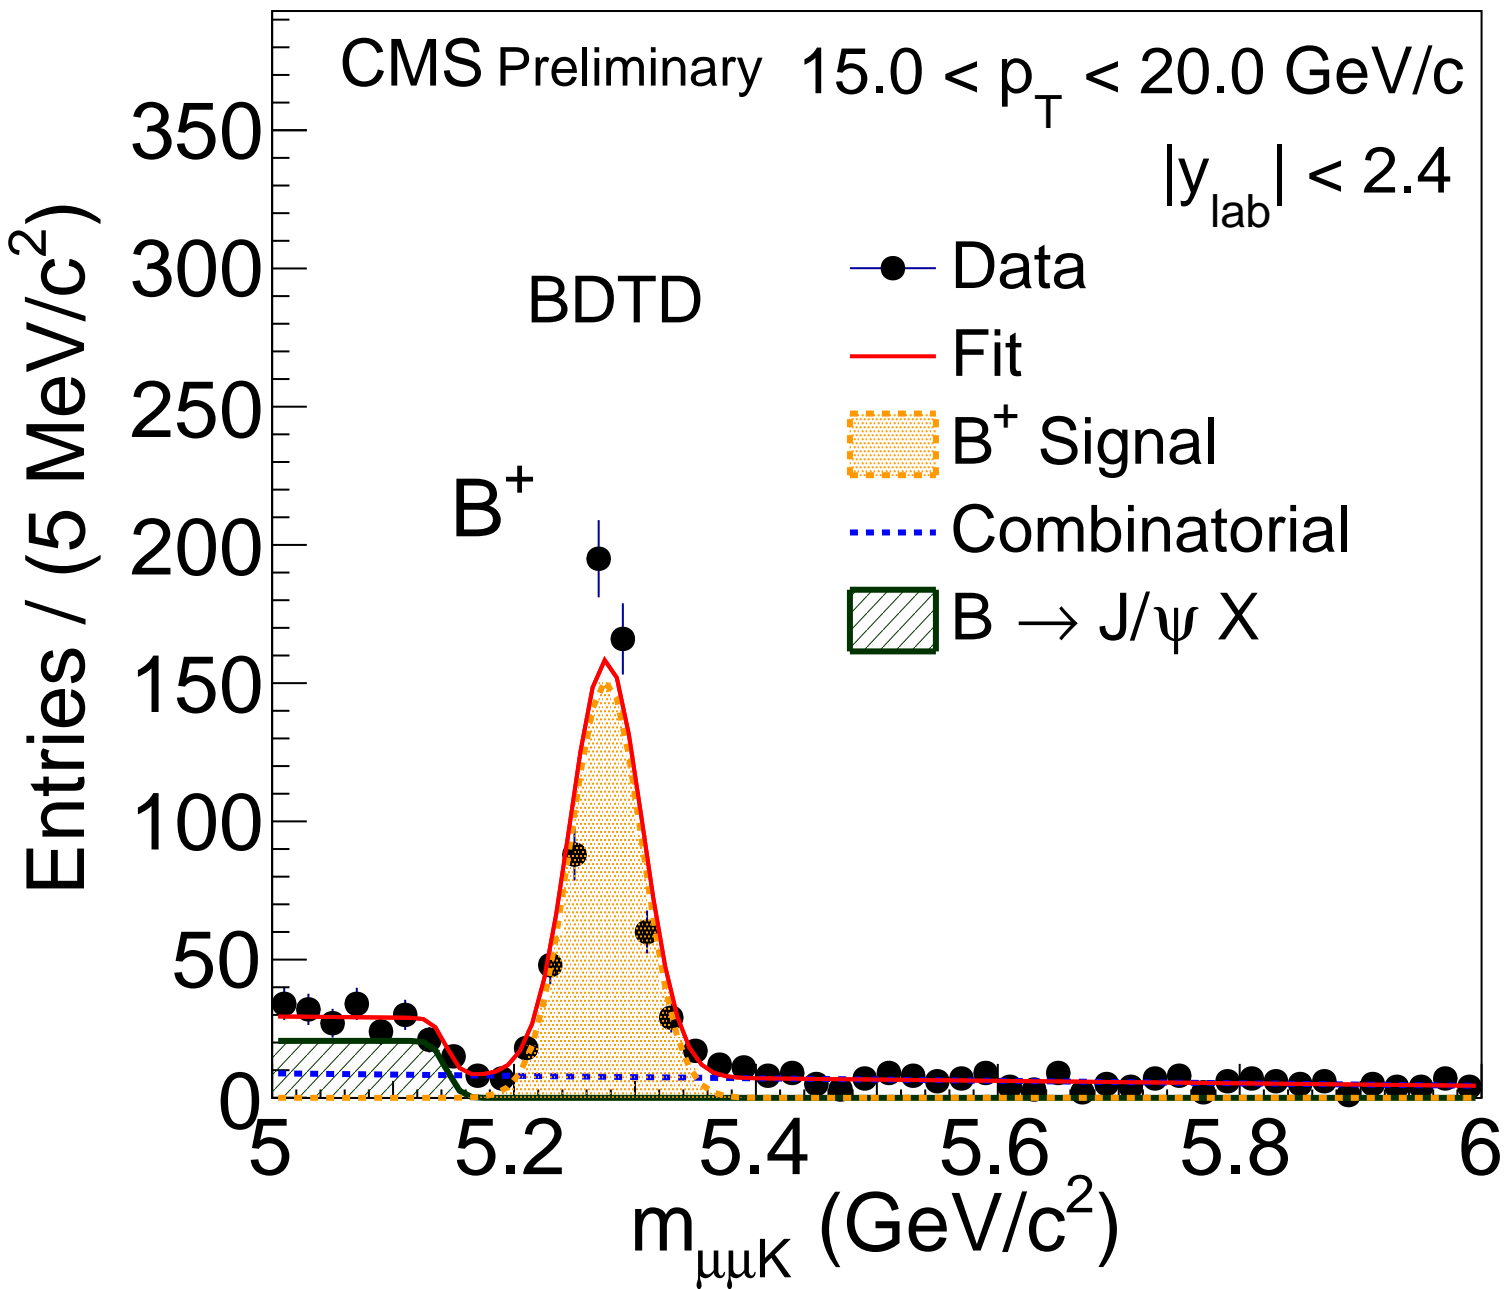 CMS Preliminary 15.0 < p_T < 20.0 GeV/c
|y_lab| < 2.4
BDTD
Data
Fit
B⁺
B⁺ Signal
Combinatorial
B → J/ψ X
Entries / (5 MeV/c²)
350
300
250
200
150
100
50
0
5 5.2 5.4 5.6 5.8 6
m_μμK (GeV/c²)